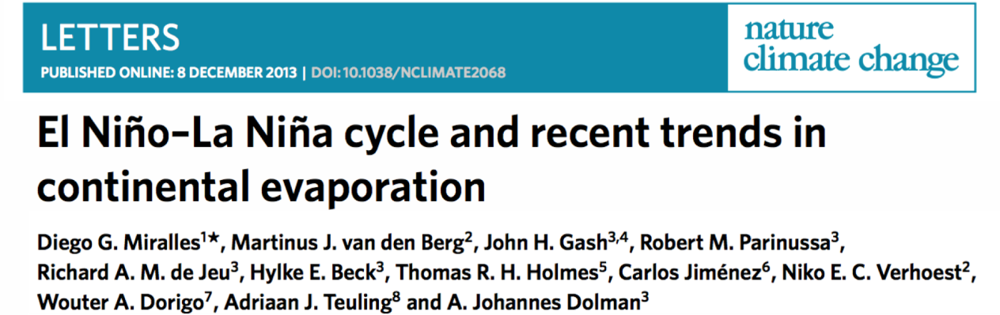 LETTERS
PUBLISHED ONLINE: 8 DECEMBER 2013 | DOI: 10.1038/NCLIMATE2068
nature
climate change
El Niño–La Niña cycle and recent trends in
continental evaporation
Diego G. Miralles¹★, Martinus J. van den Berg², John H. Gash³,⁴, Robert M. Parinussa³,
Richard A. M. de Jeu³, Hylke E. Beck³, Thomas R. H. Holmes⁵, Carlos Jiménez⁶, Niko E. C. Verhoest²,
Wouter A. Dorigo⁷, Adriaan J. Teuling⁸ and A. Johannes Dolman³